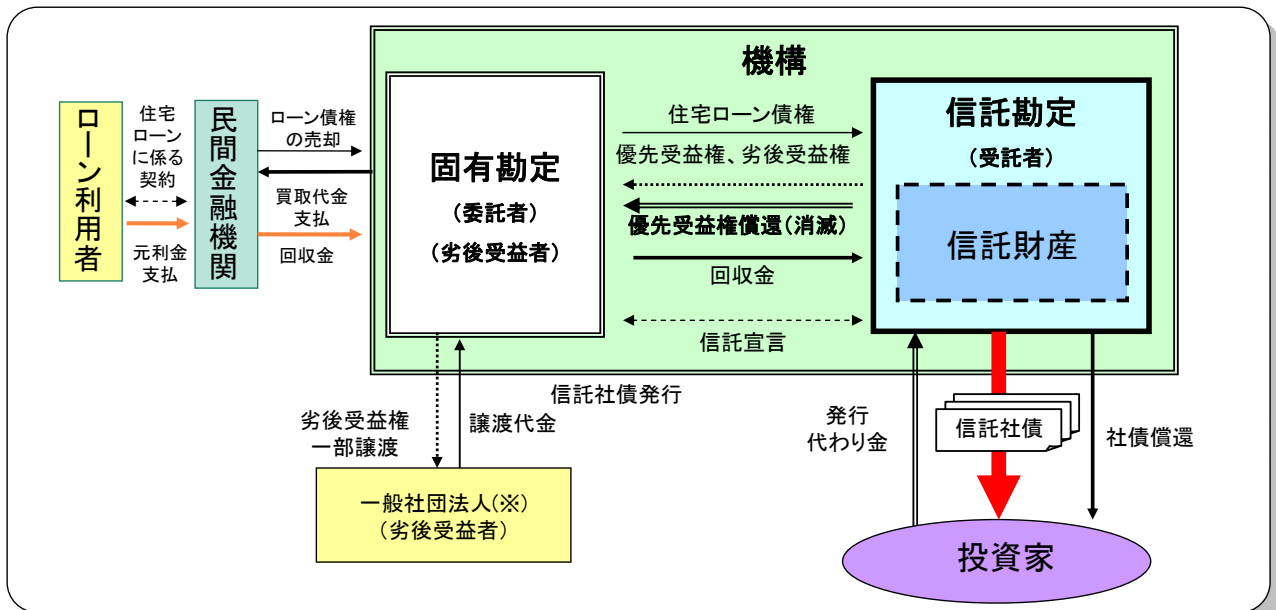 機構
ローン利用者
住宅
ローン
に係る
契約
元利金
支払
民間金融機関
ローン債権
の売却
買取代金
支払
回収金
固有勘定
(委託者)
(劣後受益者)
住宅ローン債権
優先受益権、劣後受益権
優先受益権償還(消滅)
回収金
信託宣言
信託勘定
(受託者)
信託財産
劣後受益権
一部譲渡
譲渡代金
信託社債発行
発行
代わり金
信託社債
社債償還
一般社団法人(※)
(劣後受益者)
投資家